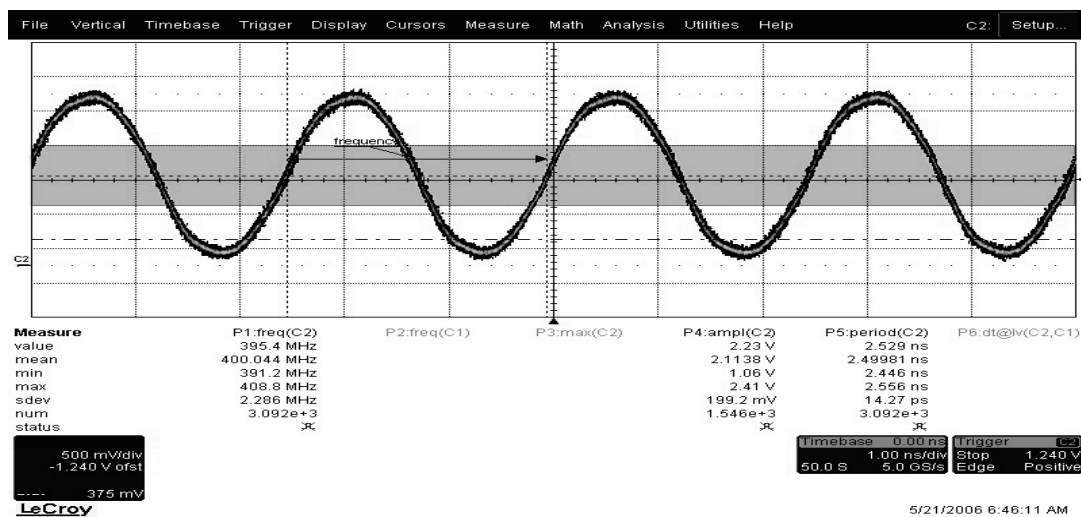 File Vertical Timebase Trigger Display Cursors Measure Math Analysis Utilities Help C2: Setup...
frequency
C2
Measure P1:freq(C2) P2:freq(C1) P3:max(C2) P4:ampl(C2) P5:period(C2) P6:dt@lv(C2,C1)
value 395.4 MHz 2.23 V 2.529 ns
mean 400.044 MHz 2.1138 V 2.49981 ns
min 391.2 MHz 1.06 V 2.446 ns
max 408.8 MHz 2.41 V 2.556 ns
sdev 2.286 MHz 199.2 mV 14.27 ps
num 3.092e+3 1.546e+3 3.092e+3
status
500 mV/div
-1.240 V ofst
375 mV
Timebase 0.00 ns
1.00 ns/div
50.0 S 5.0 GS/s
Trigger C2
Stop 1.240 V
Edge Positive
LeCroy
5/21/2006 6:46:11 AM